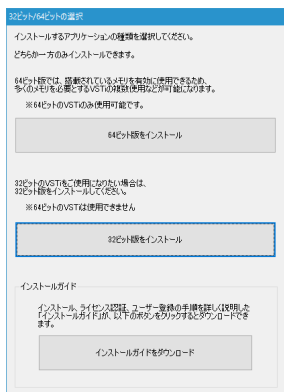 32ビット/64ビットの選択
インストールするアプリケーションの種類を選択してください。
どちらか一方のみインストールできます。
64ビット版では、搭載されているメモリを有効に使用できるため、
多くのメモリを必要とするVSTiの複数使用などが可能になります。
※64ビットのVSTiのみ使用可能です。
64ビット版をインストール
32ビットのVSTiをご使用になりたい場合は、
32ビット版をインストールしてください。
※64ビットのVSTiは使用できません
32ビット版をインストール
インストールガイド
インストール、ライセンス認証、ユーザー登録の手順を詳しく説明した
「インストールガイド」が、以下のボタンをクリックするとダウンロードでき
ます。
インストールガイドをダウンロード